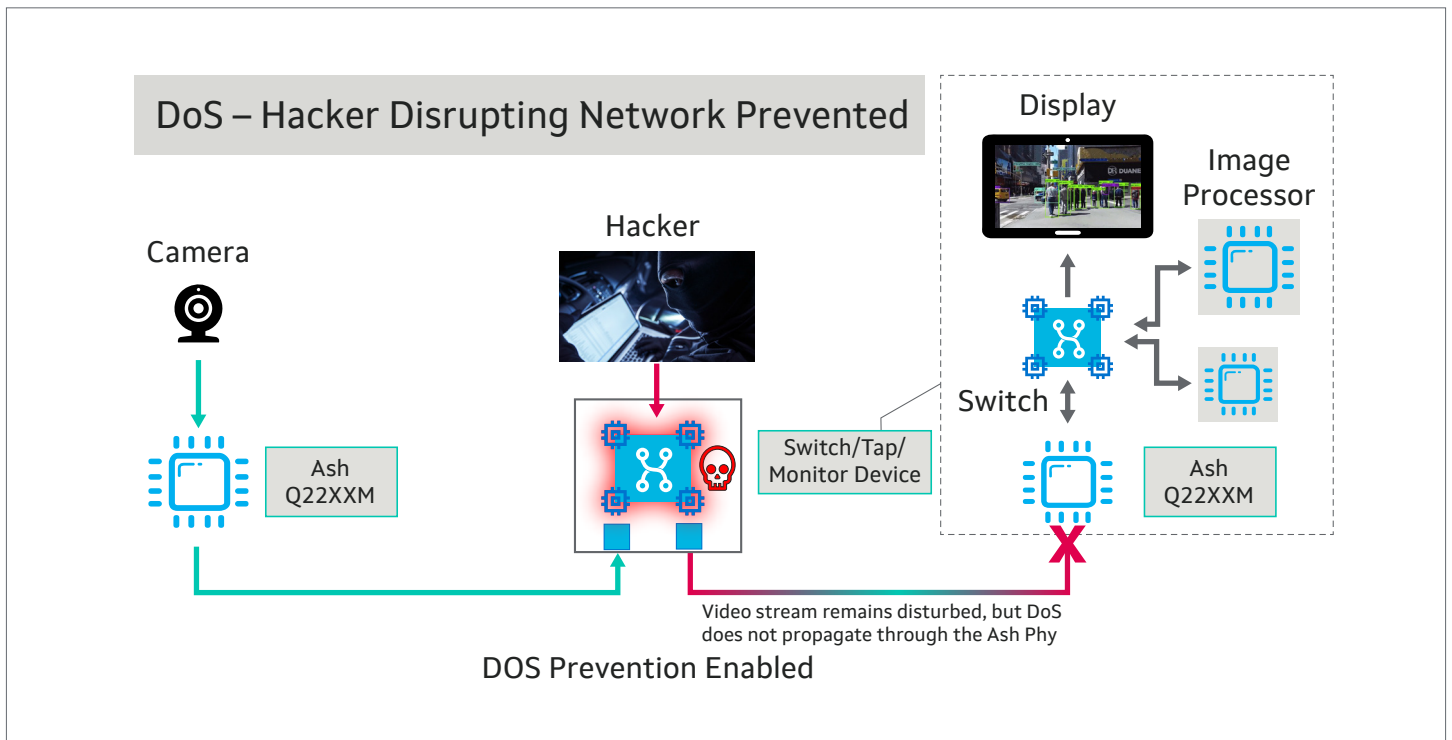 DoS – Hacker Disrupting Network Prevented
Display
DUANE
Image
Processor
Hacker
Camera
Switch
Switch/Tap/
Monitor Device
Ash
Q22XXM
Ash
Q22XXM
Video stream remains disturbed, but DoS
does not propagate through the Ash Phy
DOS Prevention Enabled